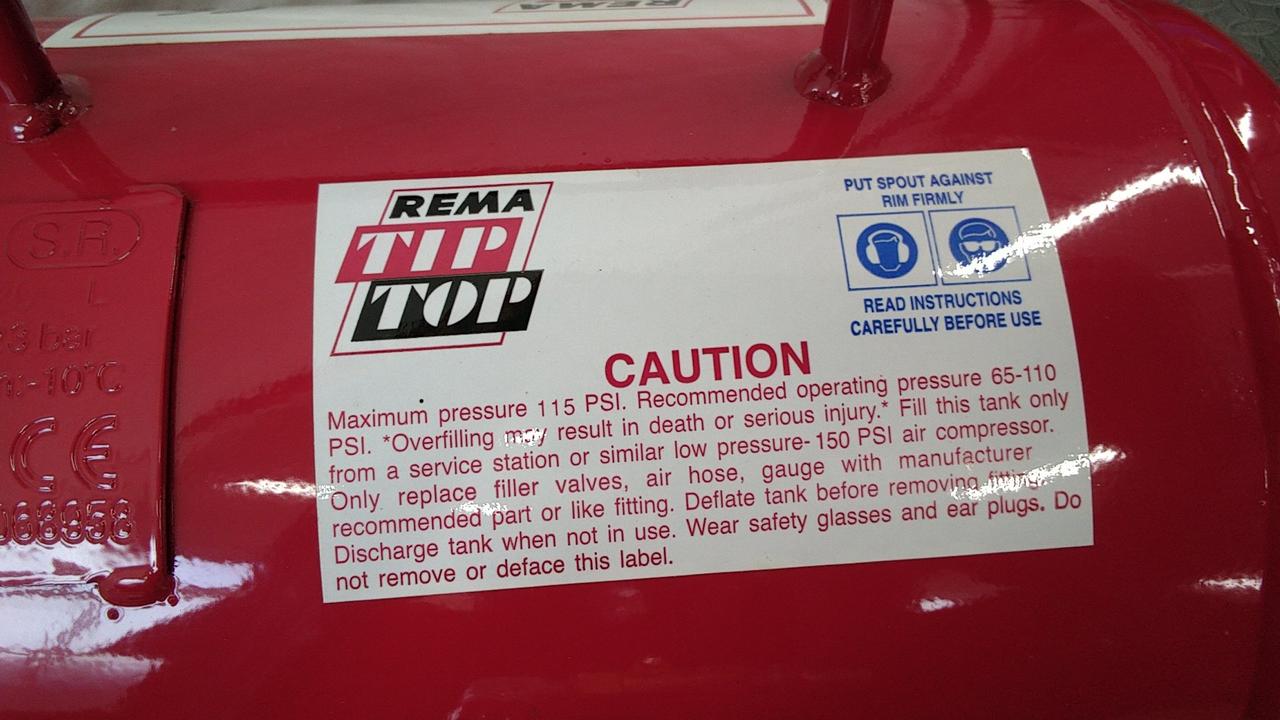 REMA
S.R.
L
3 bar
-10°C
CE
068958
REMA
TIP
TOP
PUT SPOUT AGAINST
RIM FIRMLY
READ INSTRUCTIONS
CAREFULLY BEFORE USE
CAUTION
Maximum pressure 115 PSI. Recommended operating pressure 65-110
PSI. *Overfilling may result in death or serious injury.* Fill this tank only
from a service station or similar low pressure-150 PSI air compressor.
Only replace filler valves, air hose, gauge with manufacturer
recommended part or like fitting. Deflate tank before removing fitting.
Discharge tank when not in use. Wear safety glasses and ear plugs. Do
not remove or deface this label.